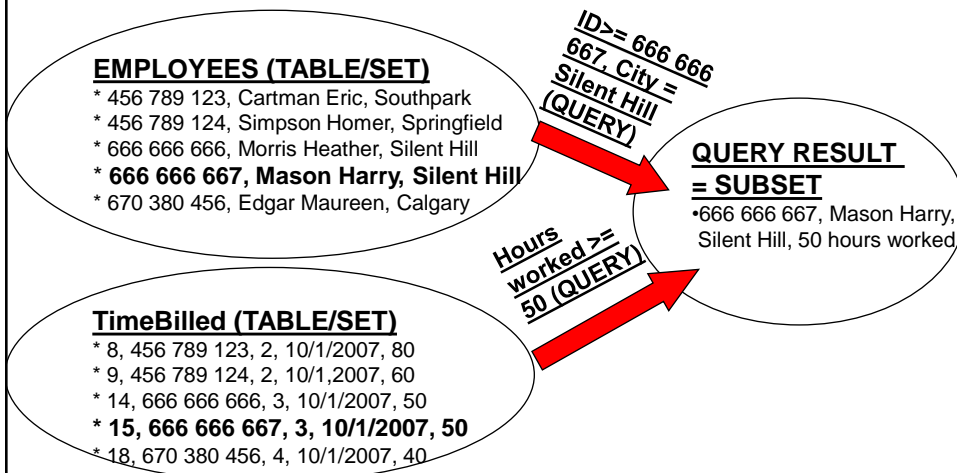 EMPLOYEES (TABLE/SET)
* 456 789 123, Cartman Eric, Southpark
* 456 789 124, Simpson Homer, Springfield
* 666 666 666, Morris Heather, Silent Hill
* 666 666 667, Mason Harry, Silent Hill
* 670 380 456, Edgar Maureen, Calgary
ID>= 666 666
667, City =
Silent Hill
(QUERY)
QUERY RESULT
= SUBSET
•666 666 667, Mason Harry,
Silent Hill, 50 hours worked
Hours
worked >=
50 (QUERY)
TimeBilled (TABLE/SET)
* 8, 456 789 123, 2, 10/1/2007, 80
* 9, 456 789 124, 2, 10/1,2007, 60
* 14, 666 666 666, 3, 10/1/2007, 50
* 15, 666 666 667, 3, 10/1/2007, 50
* 18, 670 380 456, 4, 10/1/2007, 40